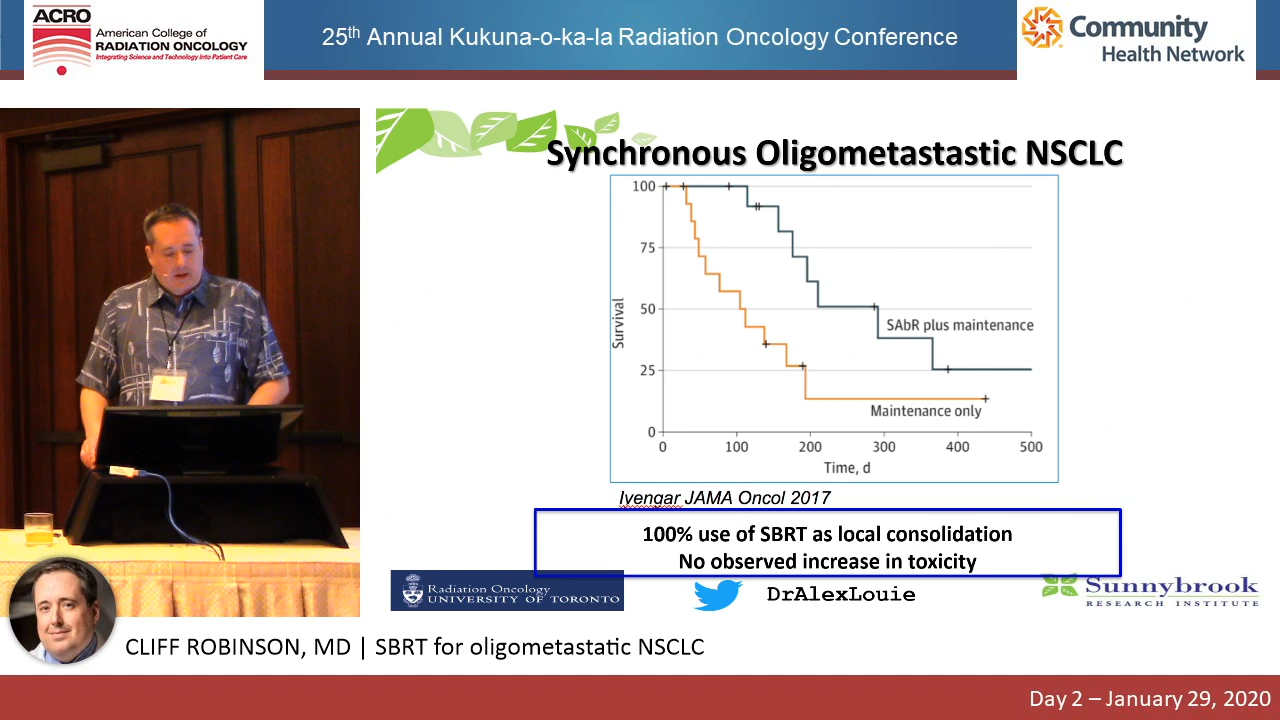 ACRO
American College of
RADIATION ONCOLOGY
Integrating Science and Technology Into Patient Care
25th Annual Kukuna-o-ka-la Radiation Oncology Conference
Community
Health Network
Synchronous Oligometastastic NSCLC
Survival
100
75
50
25
0
SAbR plus maintenance
Maintenance only
0 100 200 300 400 500
Time, d
Iyengar JAMA Oncol 2017
100% use of SBRT as local consolidation
No observed increase in toxicity
Radiation Oncology
UNIVERSITY OF TORONTO
DrAlexLouie
Sunnybrook
RESEARCH INSTITUTE
CLIFF ROBINSON, MD | SBRT for oligometastatic NSCLC
Day 2 – January 29, 2020